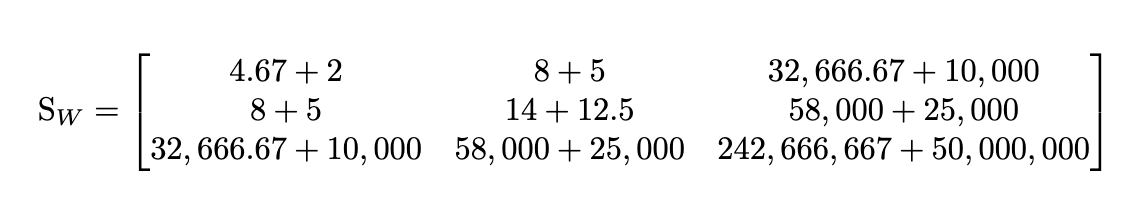 4.67 + 2 8 + 5 32,666.67 + 10,000
S_W = 8 + 5 14 + 12.5 58,000 + 25,000
32,666.67 + 10,000 58,000 + 25,000 242,666,667 + 50,000,000